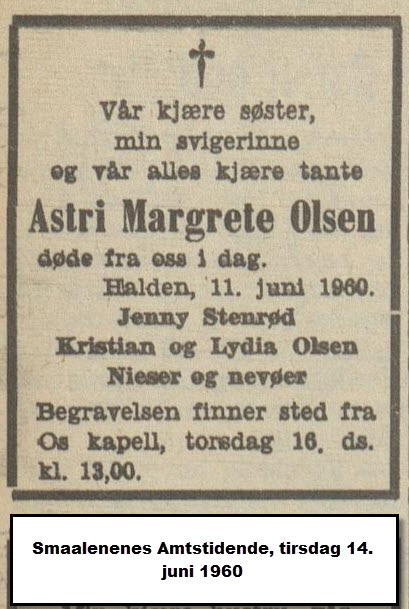 Vår kjære søster,
min svigerinne
og vår alles kjære tante
Astri Margrete Olsen
døde fra oss i dag.
Halden, 11. juni 1960.
Jenny Stenrød
Kristian og Lydia Olsen
Nieser og nevøer
Begravelsen finner sted fra
Os kapell, torsdag 16. ds.
kl. 13,00.
Smaalenenes Amtstidende, tirsdag 14.
juni 1960